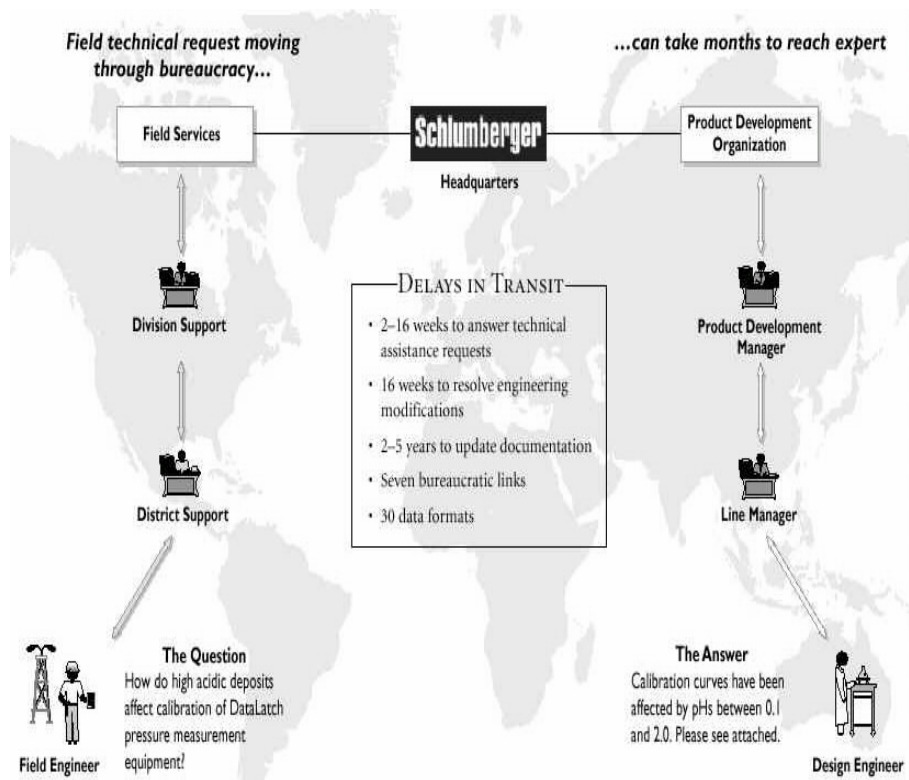 Field technical request moving
through bureaucracy...
...can take months to reach expert
Field Services
Schlumberger
Headquarters
Product Development
Organization
Division Support
Product Development
Manager
DELAYS IN TRANSIT
• 2–16 weeks to answer technical
assistance requests
• 16 weeks to resolve engineering
modifications
• 2–5 years to update documentation
• Seven bureaucratic links
• 30 data formats
District Support
Line Manager
The Question
How do high acidic deposits
affect calibration of DataLatch
pressure measurement
equipment?
Field Engineer
The Answer
Calibration curves have been
affected by pHs between 0.1
and 2.0. Please see attached.
Design Engineer